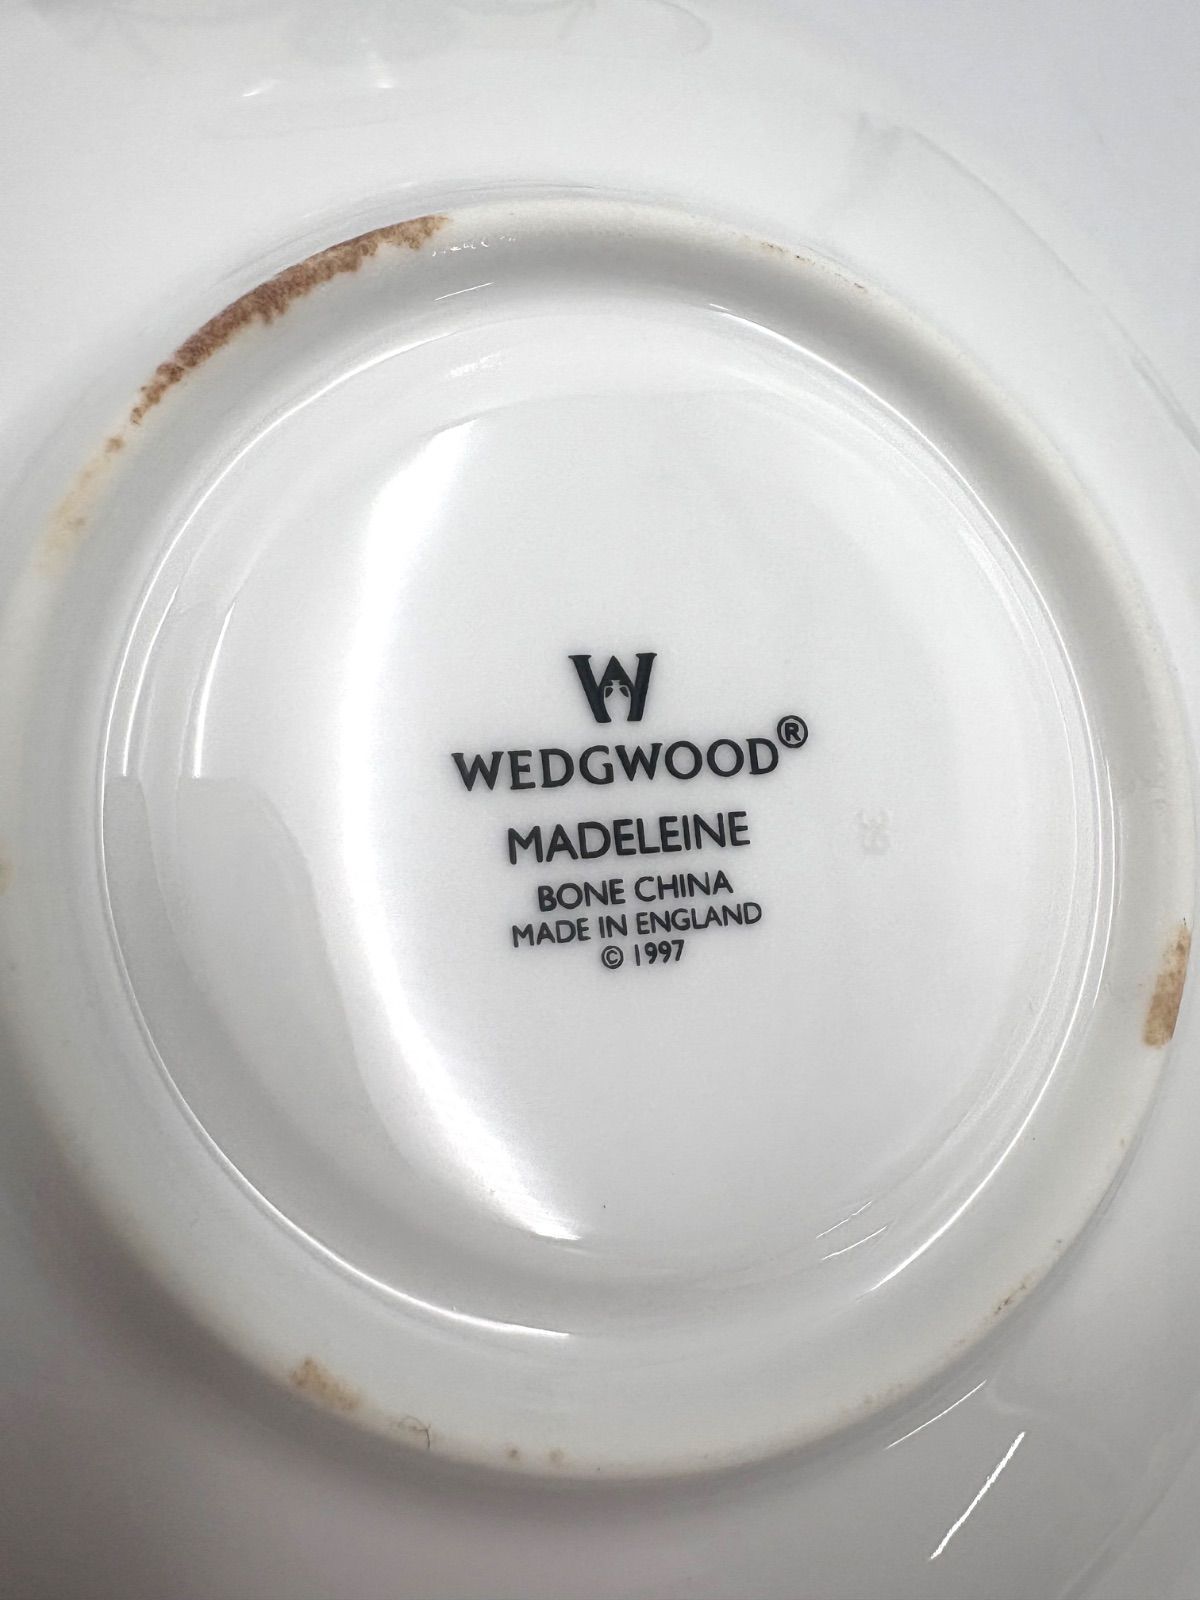 W
WEDGWOOD®
MADELEINE
BONE CHINA
MADE IN ENGLAND
© 1997